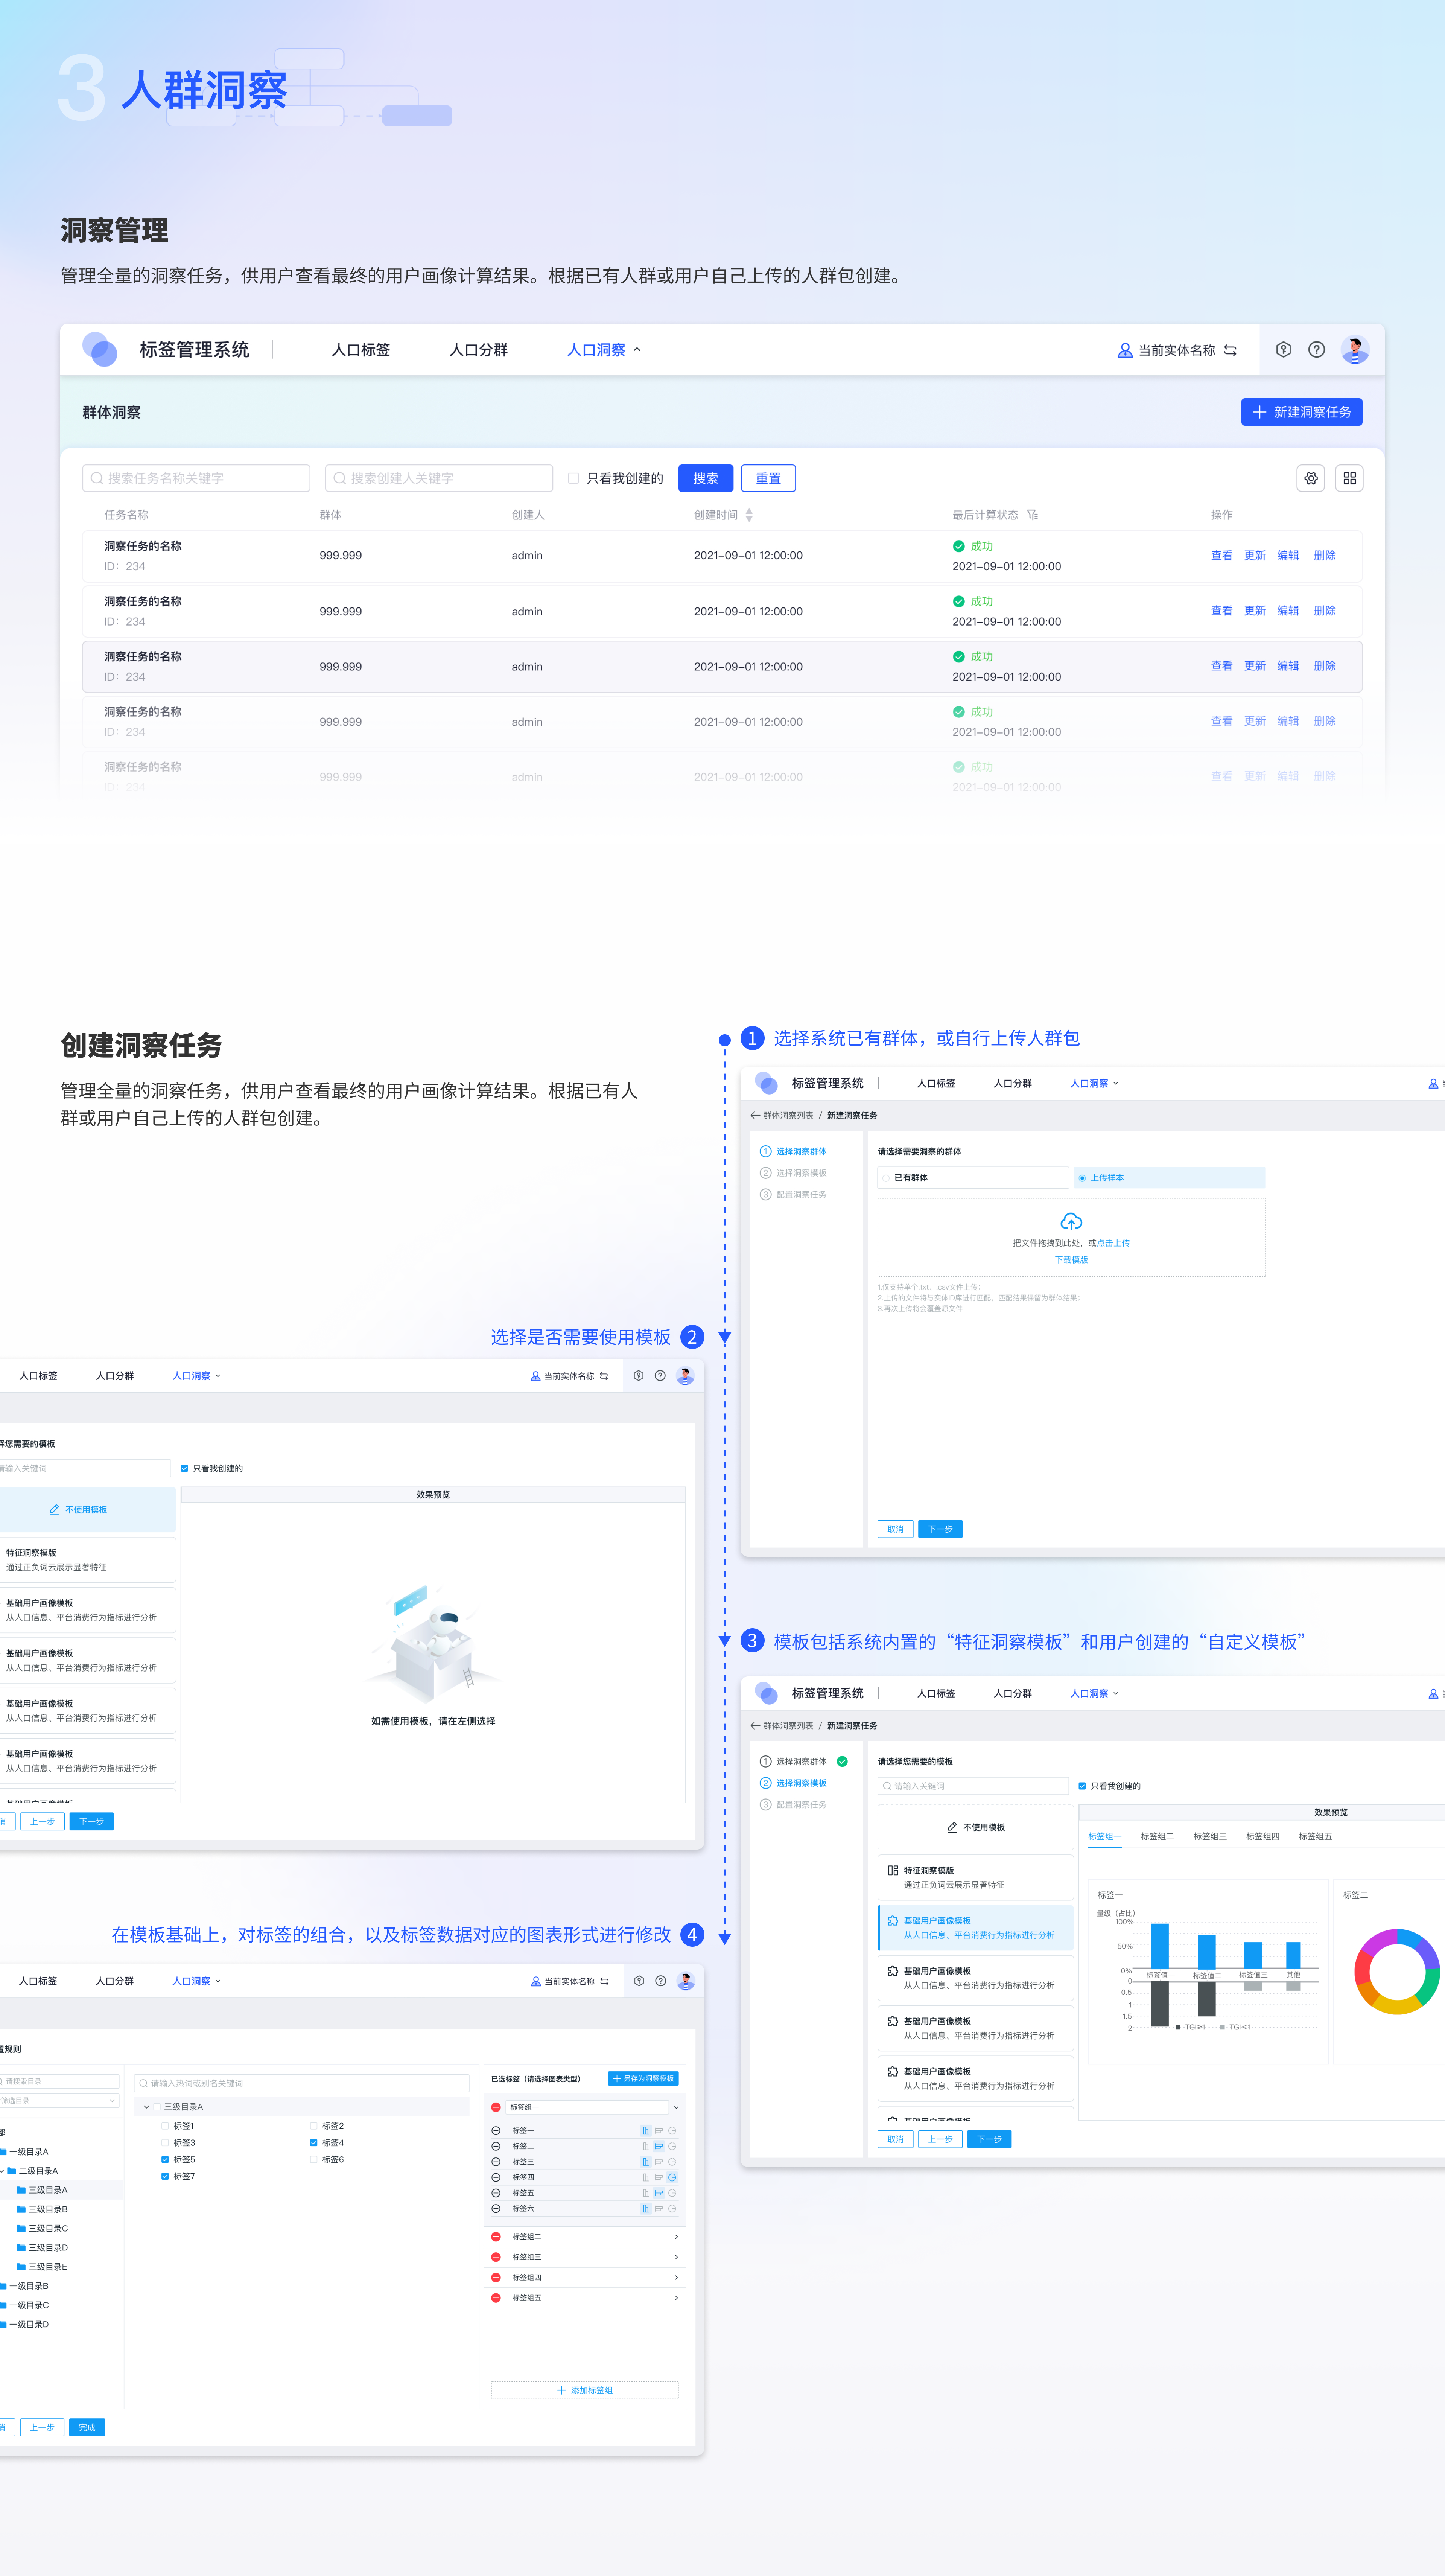 3 人群洞察
洞察管理
管理全量的洞察任务，供用户查看最终的用户画像计算结果。根据已有人群或用户自己上传的人群包创建。
标签管理系统 人口标签 人口分群 人口洞察 当前实体名称
群体洞察 新建洞察任务
搜索任务名称关键字 搜索创建人关键字 只看我创建的 搜索 重置
任务名称 群体 创建人 创建时间 最后计算状态 操作
洞察任务的名称 成功
999.999 admin 2021-09-01 12:00:00 查看 更新 编辑 删除
ID：234 2021-09-01 12:00:00
洞察任务的名称 成功
999.999 admin 2021-09-01 12:00:00 查看 更新 编辑 删除
ID：234 2021-09-01 12:00:00
洞察任务的名称 成功
999.999 admin 2021-09-01 12:00:00 查看 更新 编辑 删除
ID：234 2021-09-01 12:00:00
洞察任务的名称 成功
999.999 admin 2021-09-01 12:00:00 查看 更新 编辑 删除
ID：234 2021-09-01 12:00:00
洞察任务的名称 成功
999.999 admin 2021-09-01 12:00:00 查看 更新 编辑 删除
ID：234 2021-09-01 12:00:00
创建洞察任务
管理全量的洞察任务，供用户查看最终的用户画像计算结果。根据已有人
群或用户自己上传的人群包创建。
1 选择系统已有群体，或自行上传人群包
标签管理系统 人口标签 人口分群 人口洞察
群体洞察列表 / 新建洞察任务
1 选择洞察群体
2 选择洞察模板
3 配置洞察任务
请选择需要洞察的群体
已有群体 上传样本
把文件拖拽到此处，或点击上传
下载模版
1.仅支持单个.txt、.csv文件上传；
2.上传的文件将与实体ID库进行匹配，匹配结果保留为群体结果；
3.再次上传将会覆盖源文件
取消 下一步
选择是否需要使用模板 2
人口标签 人口分群 人口洞察 当前实体名称
择您需要的模板
请输入关键词 只看我创建的
不使用模板
特征洞察模版
通过正负词云展示显著特征
基础用户画像模板
从人口信息、平台消费行为指标进行分析
基础用户画像模板
从人口信息、平台消费行为指标进行分析
基础用户画像模板
从人口信息、平台消费行为指标进行分析
基础用户画像模板
从人口信息、平台消费行为指标进行分析
基础用户画像模板
效果预览
如需使用模板，请在左侧选择
消 上一步 下一步
3 模板包括系统内置的“特征洞察模板”和用户创建的“自定义模板”
标签管理系统 人口标签 人口分群 人口洞察
群体洞察列表 / 新建洞察任务
1 选择洞察群体
2 选择洞察模板
3 配置洞察任务
请选择您需要的模板
请输入关键词 只看我创建的
不使用模板
特征洞察模版
通过正负词云展示显著特征
基础用户画像模板
从人口信息、平台消费行为指标进行分析
基础用户画像模板
从人口信息、平台消费行为指标进行分析
基础用户画像模板
从人口信息、平台消费行为指标进行分析
基础用户画像模板
从人口信息、平台消费行为指标进行分析
基础用户画像模板
效果预览
标签组一 标签组二 标签组三 标签组四 标签组五
标签一 标签二
量级（占比）
100%
50%
0%
标签值一 标签值二 标签值三 其他
0
0.5
1
1.5
2
TGI≥1 TGI<1
取消 上一步 下一步
在模板基础上，对标签的组合，以及标签数据对应的图表形式进行修改 4
人口标签 人口分群 人口洞察 当前实体名称
置规则
请搜索目录
筛选目录
部
一级目录A
二级目录A
三级目录A
三级目录B
三级目录C
三级目录D
三级目录E
一级目录B
一级目录C
一级目录D
请输入热词或别名关键词
三级目录A
标签1 标签2
标签3 标签4
标签5 标签6
标签7
已选标签（请选择图表类型） 另存为洞察模板
标签组一
标签一
标签二
标签三
标签四
标签五
标签六
标签组二
标签组三
标签组四
标签组五
添加标签组
消 上一步 完成